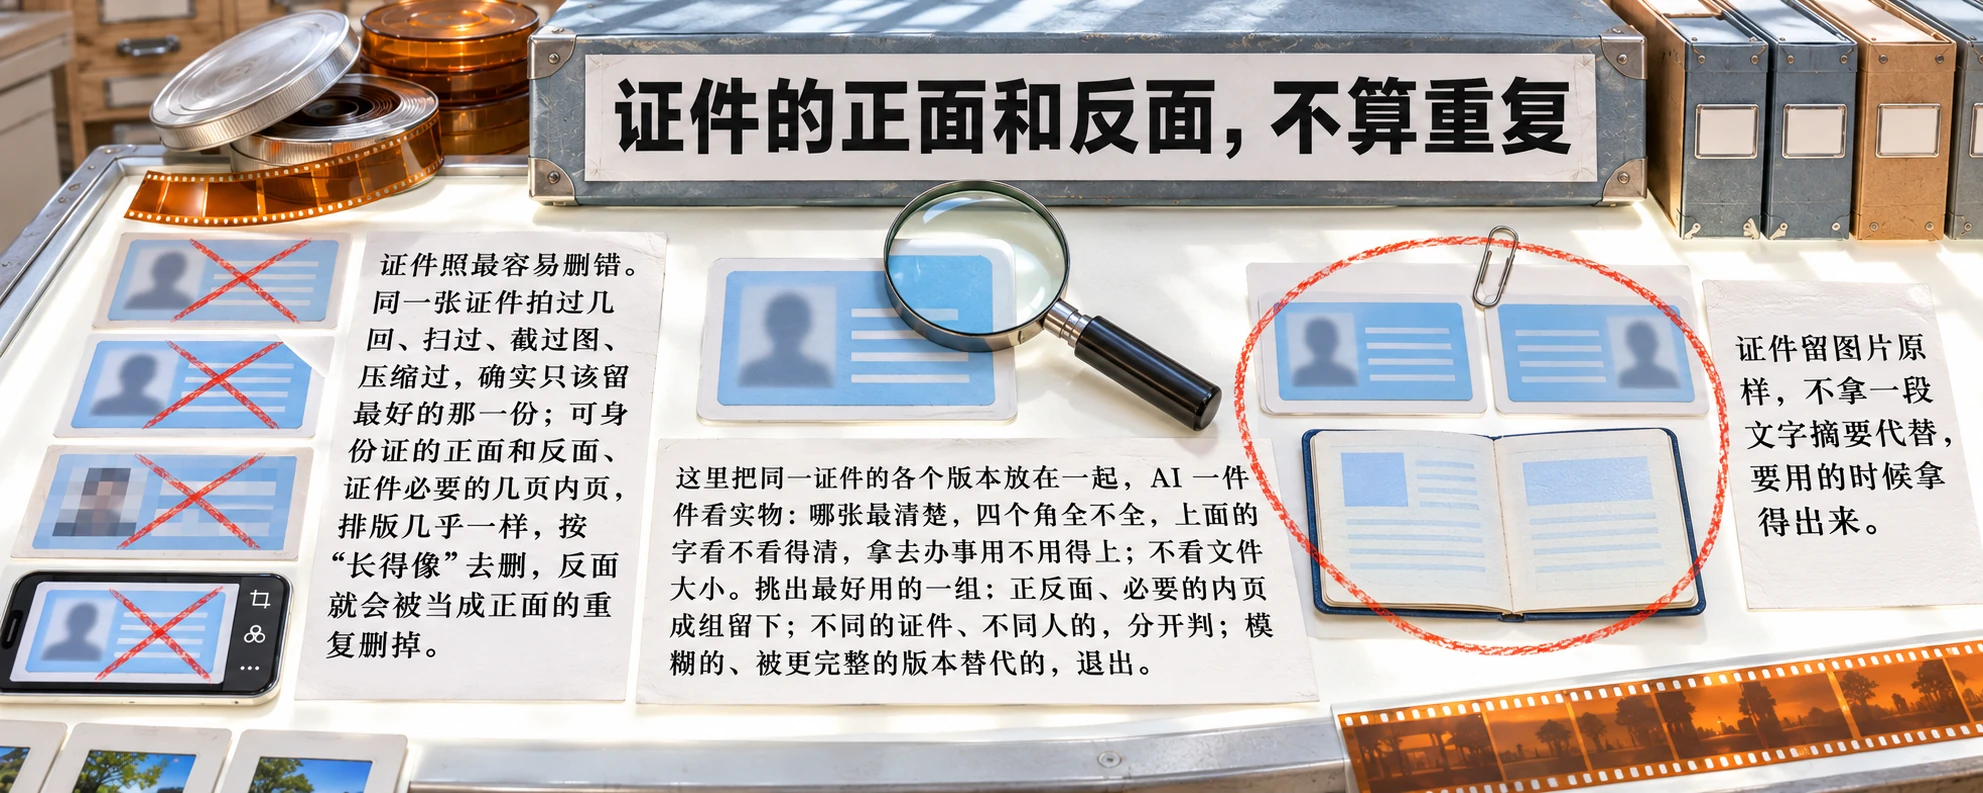 证件的正面和反面，不算重复
证件照最容易删错。
同一张证件拍过几
回、扫过、截过图、
压缩过，确实只该留
最好的那一份；可身
份证的正面和反面、
证件必要的几页内页，
排版几乎一样，按
“长得像”去删，反面
就会被当成正面的重
复删掉。
这里把同一证件的各个版本放在一起，AI 一件
件看实物：哪张最清楚，四个角全不全，上面的
字看不看得清，拿去办事用不用得上；不看文件
大小。挑出最好用的一组；正反面、必要的内页
成组留下；不同的证件、不同人的，分开判；模
糊的、被更完整的版本替代的，退出。
证件留图片原
样，不拿一段
文字摘要代替，
要用的时候拿
得出来。